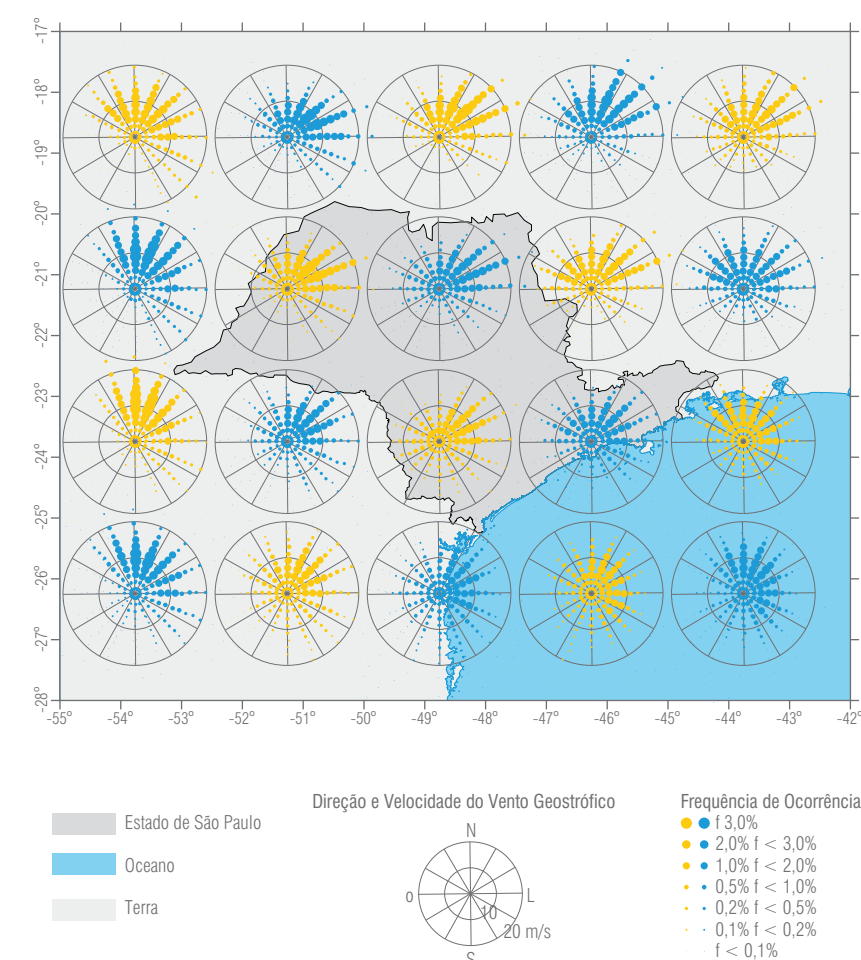 -17°
-18°
-19°
-20°
-21°
-22°
-23°
-24°
-25°
-26°
-27°
-28°
-55° -54° -53° -52° -51° -50° -49° -48° -47° -46° -45° -44° -43° -42°
Estado de São Paulo
Oceano
Terra
Direção e Velocidade do Vento Geostrófico
N
O
L
10
20 m/s
S
Frequência de Ocorrência
f 3,0%
2,0% f < 3,0%
1,0% f < 2,0%
0,5% f < 1,0%
0,2% f < 0,5%
0,1% f < 0,2%
f < 0,1%